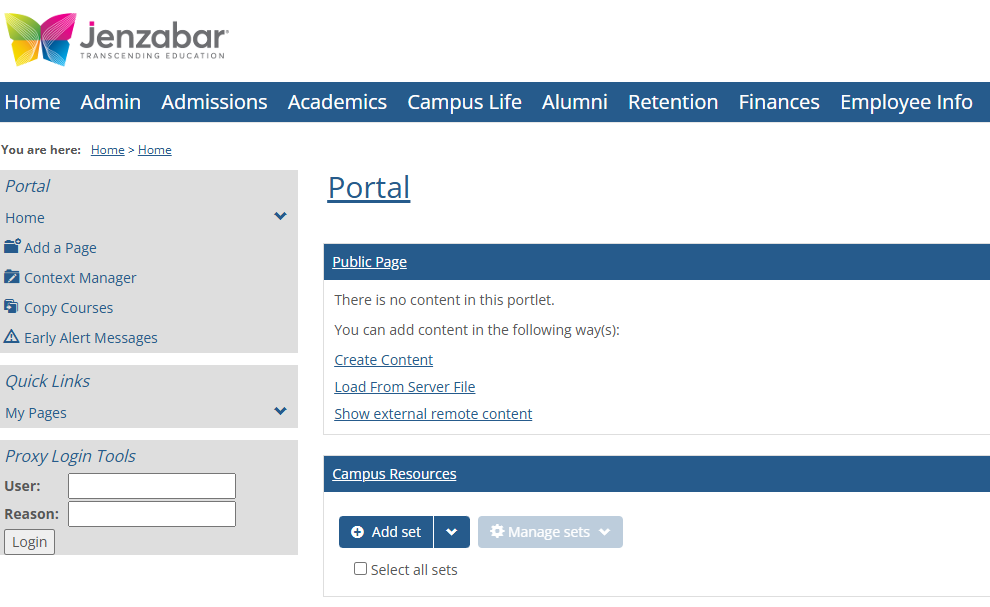 jenzabar
TRANSCENDING EDUCATION
Home Admin Admissions Academics Campus Life Alumni Retention Finances Employee Info
You are here: Home > Home
Portal
Home
Add a Page
Context Manager
Copy Courses
Early Alert Messages
Quick Links
My Pages
Proxy Login Tools
User:
Reason:
Login
Portal
Public Page
There is no content in this portlet.
You can add content in the following way(s):
Create Content
Load From Server File
Show external remote content
Campus Resources
Add set Manage sets
Select all sets